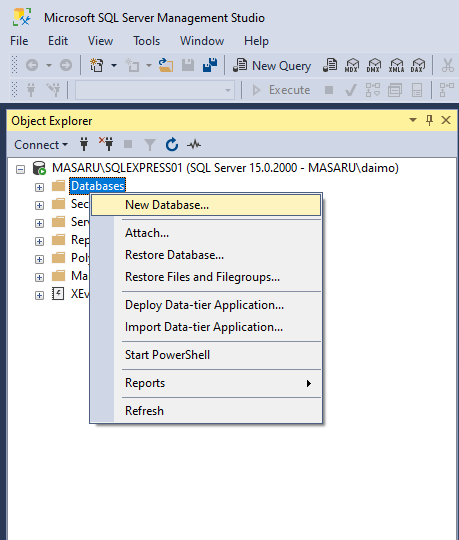 Microsoft SQL Server Management Studio
File Edit View Tools Window Help
New Query MDX DMX XMLA DAX
Execute
Object Explorer
Connect
MASARU\SQLEXPRESS01 (SQL Server 15.0.2000 - MASARU\daimo)
Databases
Sec
New Database...
Serv
Attach...
Rep
Restore Database...
Poly
Restore Files and Filegroups...
Ma
XEv
Deploy Data-tier Application...
Import Data-tier Application...
Start PowerShell
Reports
Refresh